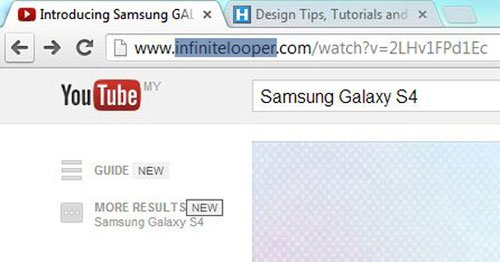 Introducing Samsung GAL
Design Tips, Tutorials and
www.infinitelooper.com/watch?v=2LHv1FPd1Ec
YouTube MY
Samsung Galaxy S4
GUIDE NEW
MORE RESULTS NEW
Samsung Galaxy S4